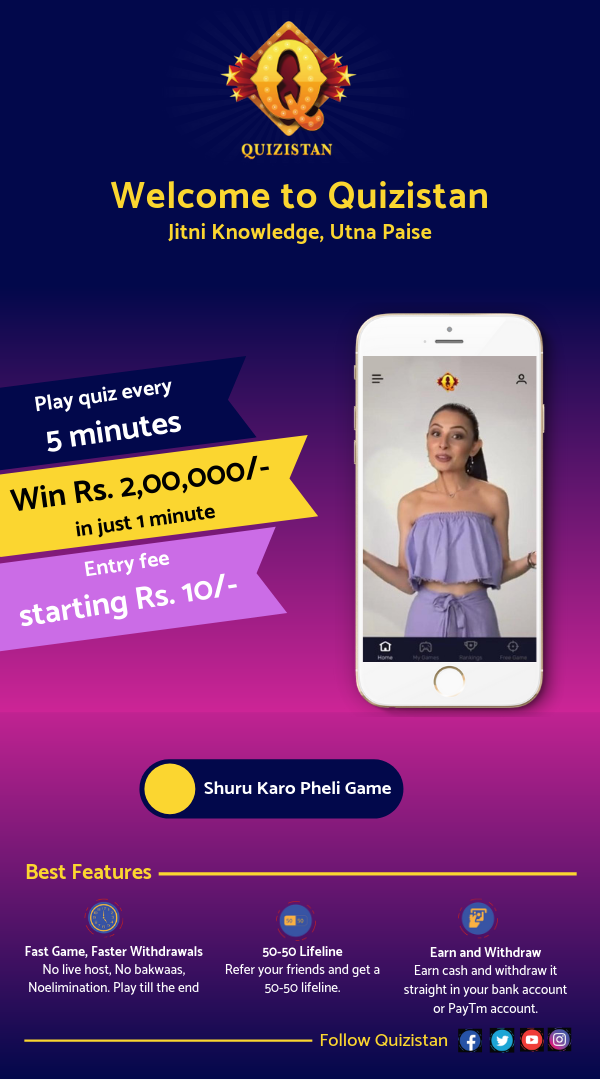 QUIZISTAN
Welcome to Quizistan
Jitni Knowledge, Utna Paise
Play quiz every
5 minutes
Win Rs. 2,00,000/-
in just 1 minute
Entry fee
starting Rs. 10/-
Home My Games Rankings Free Game
Shuru Karo Pheli Game
Best Features
Fast Game, Faster Withdrawals
No live host, No bakwaas,
Noelimination. Play till the end
50-50 Lifeline
Refer your friends and get a
50-50 lifeline.
Earn and Withdraw
Earn cash and withdraw it
straight in your bank account
or PayTm account.
Follow Quizistan